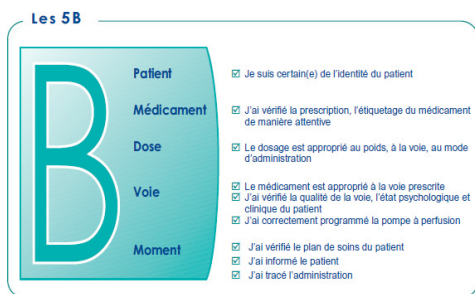 Les 5B
B
Patient
☑ Je suis certain(e) de l'identité du patient
Médicament
☑ J'ai vérifié la prescription, l'étiquetage du médicament
de manière attentive
Dose
☑ Le dosage est approprié au poids, à la voie, au mode
d'administration
Voie
☑ Le médicament est approprié à la voie prescrite
☑ J'ai vérifié la qualité de la voie, l'état psychologique et
clinique du patient
☑ J'ai correctement programmé la pompe à perfusion
Moment
☑ J'ai vérifié le plan de soins du patient
☑ J'ai informé le patient
☑ J'ai tracé l'administration